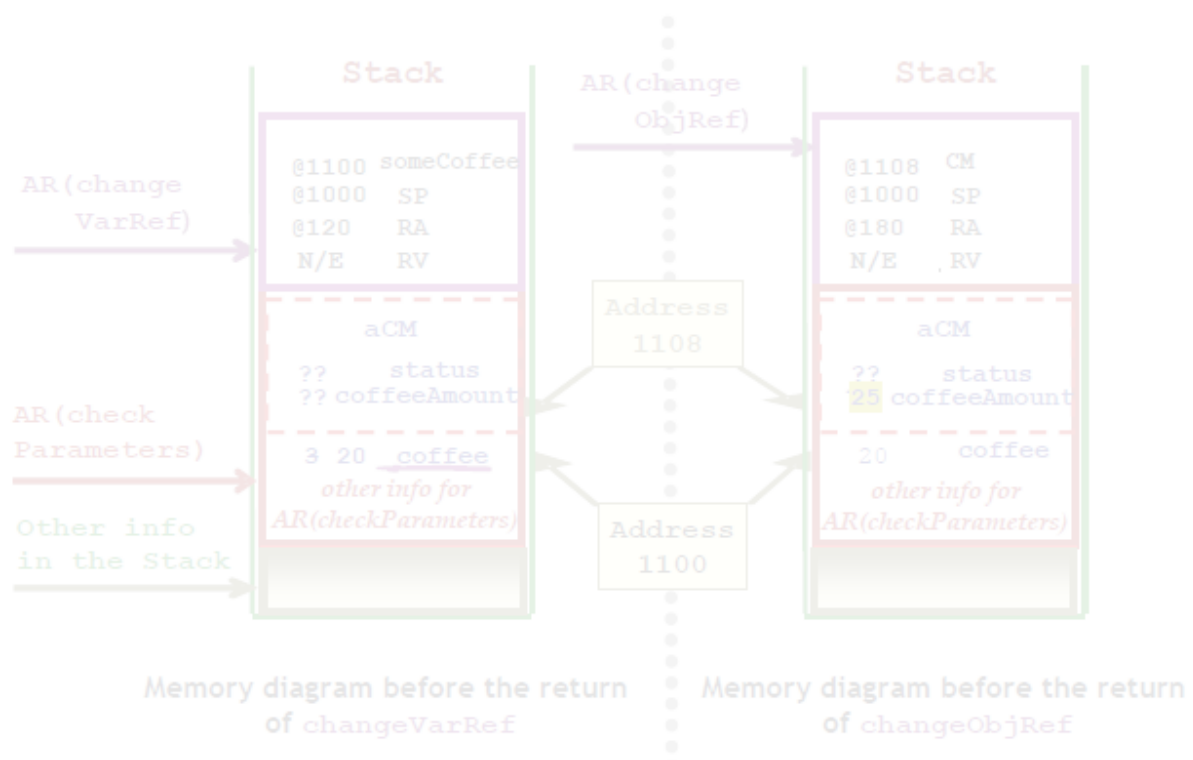 Stack
AR(change
VarRef)
@1100 someCoffee
@1000 SP
@120 RA
N/E RV
aCM
?? status
?? coffeeAmount
AR(check
Parameters)
3 20 coffee
other info for
AR(checkParameters)
Other info
in the Stack
Memory diagram before the return
of changeVarRef
Address
1108
Address
1100
AR(change
ObjRef)
Stack
@1108 CM
@1000 SP
@180 RA
N/E RV
aCM
?? status
25 coffeeAmount
20 coffee
other info for
AR(checkParameters)
Memory diagram before the return
of changeObjRef